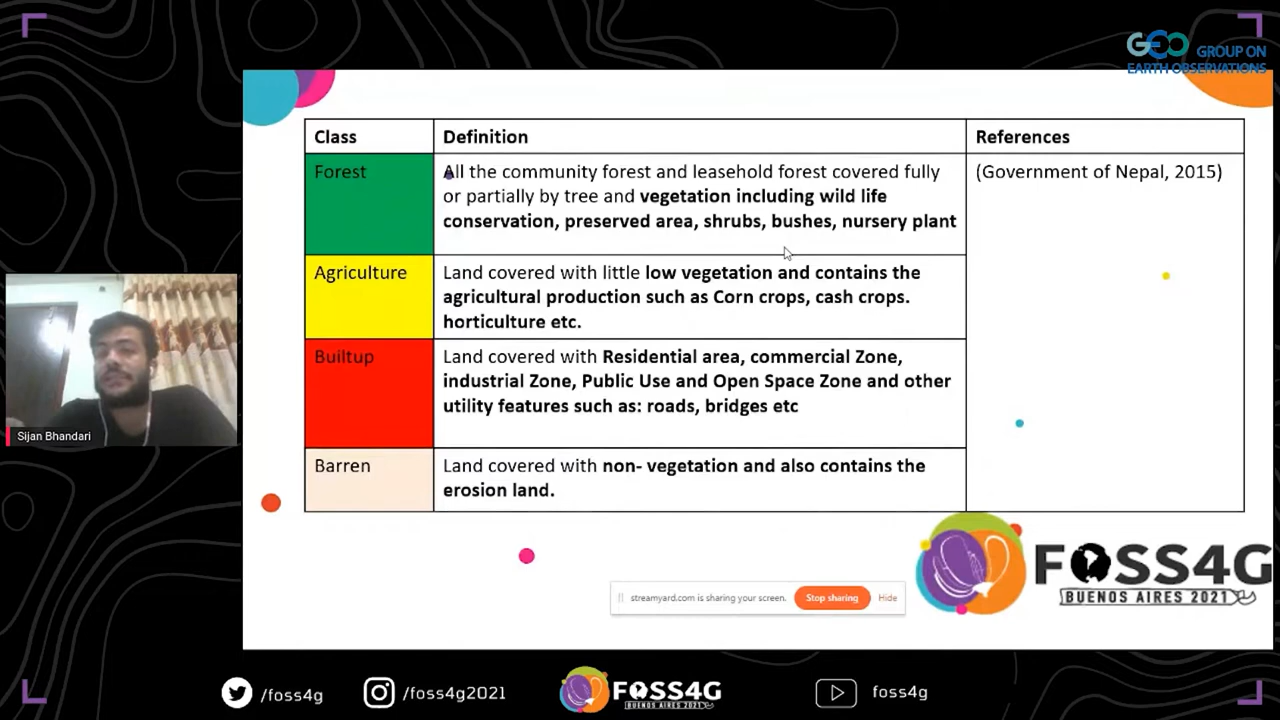 GEO GROUP ON
EARTH OBSERVATIONS
Class
Definition
References
Forest
All the community forest and leasehold forest covered fully
or partially by tree and vegetation including wild life
conservation, preserved area, shrubs, bushes, nursery plant
(Government of Nepal, 2015)
Agriculture
Land covered with little low vegetation and contains the
agricultural production such as Corn crops, cash crops.
horticulture etc.
Builtup
Land covered with Residential area, commercial Zone,
industrial Zone, Public Use and Open Space Zone and other
utility features such as: roads, bridges etc
Barren
Land covered with non- vegetation and also contains the
erosion land.
Sijan Bhandari
FOSS4G
BUENOS AIRES 2021
streamyard.com is sharing your screen.
Stop sharing
Hide
/foss4g
/foss4g2021
FOSS4G
BUENOS AIRES 2021
foss4g